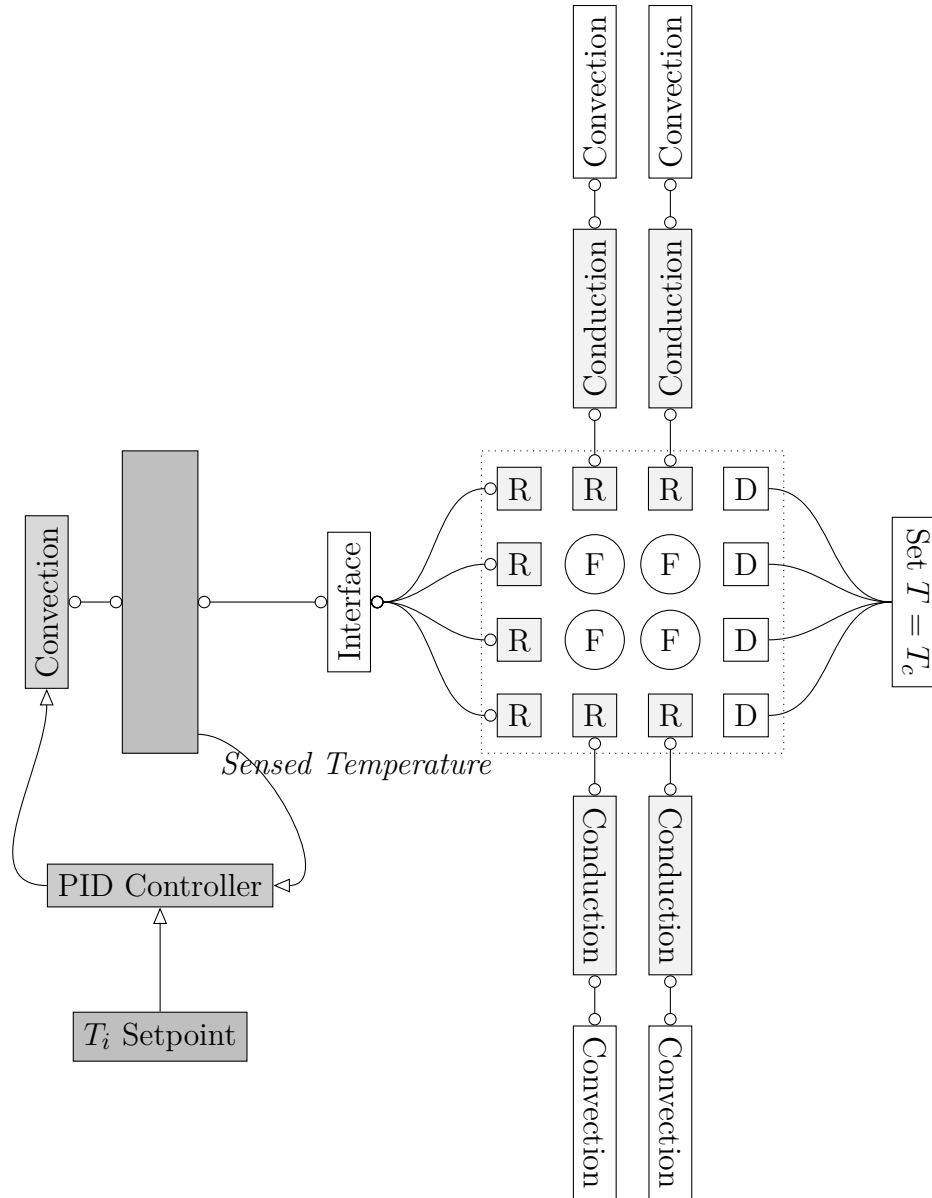 Convection
Convection
Conduction
Conduction
R R R D
Convection
Interface
R F F D
Set $T = T_c$
R F F D
R R R D
Sensed Temperature
Conduction
Conduction
PID Controller
$T_i$ Setpoint
Convection
Convection